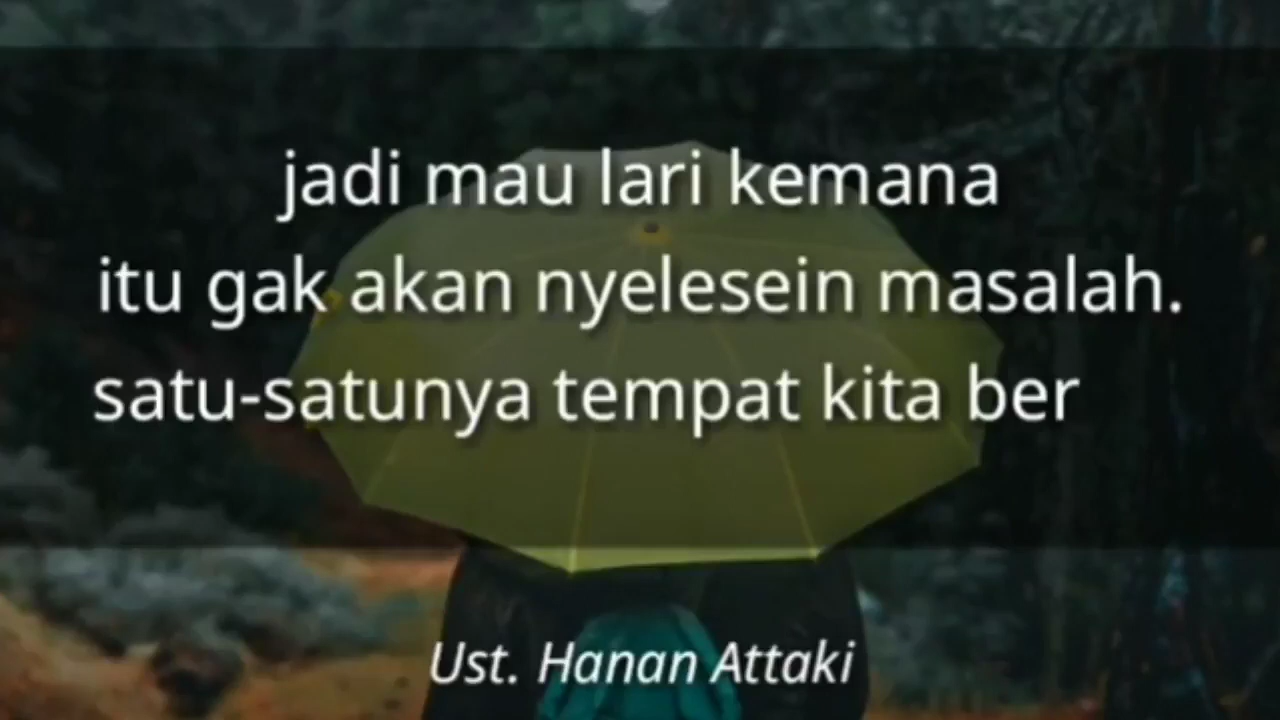 jadi mau lari kemana
itu gak akan nyelesein masalah.
satu-satunya tempat kita ber
Ust. Hanan Attaki